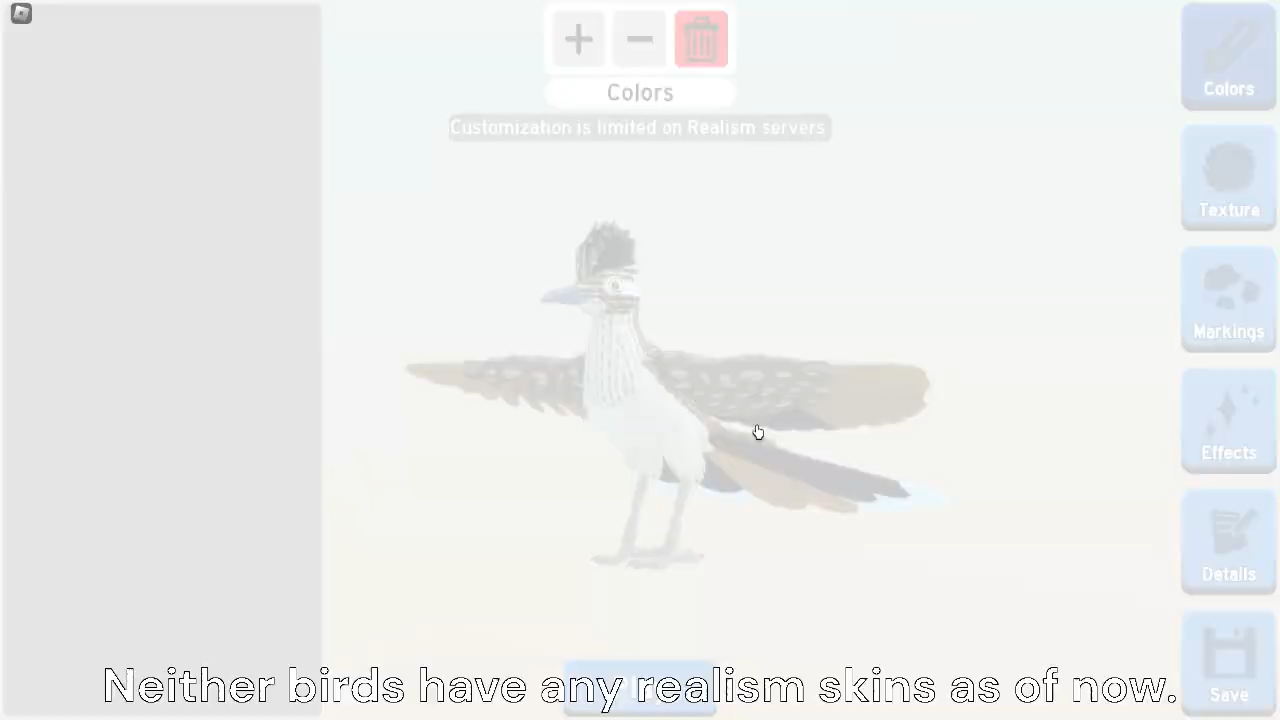 Colors
Customization is limited on Realism servers
Colors
Texture
Markings
Effects
Details
Save
Neither birds have any realism skins as of now.